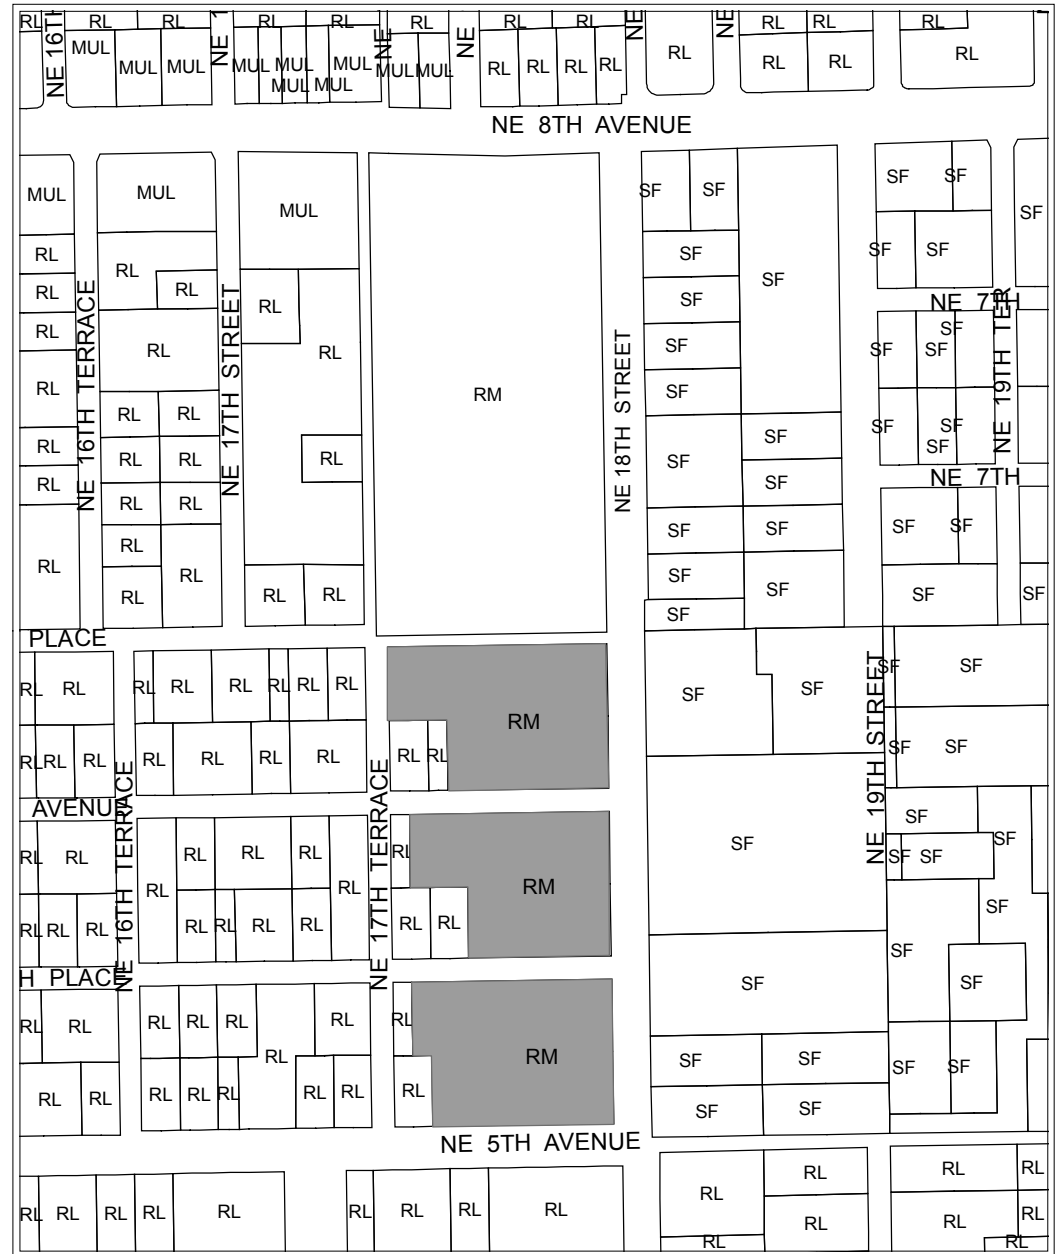 RL RL RL RL RL RL RL RL RL RL
NE 16TH
NE 1
NE
NE
NE
NE
MUL MUL MUL MUL MUL MUL MUL MUL MUL MUL
RL RL RL RL RL RL RL RL
NE 8TH AVENUE
MUL MUL MUL SF SF SF SF SF
RL RL RL RL SF SF SF SF
RL RL RL RM SF SF
NE 7TH
NE 16TH TERRACE
NE 17TH STREET
NE 18TH STREET
NE 19TH TER
RL RL RL SF SF SF SF
RL RL RL SF SF SF SF
RL RL RL RL SF SF
NE 7TH
RL RL RL SF SF SF SF
RL RL RL SF SF SF SF
RL RL RL RL SF SF SF
PLACE
RL RL RL RL RL RL RL RL RM SF SF SF SF
RL RL RL RL RL RL RL RL RL SF SF
NE 19TH STREET
AVENUE
NE 16TH TERRACE
NE 17TH TERRACE
RL RL RL RL RL RL RM SF SF SF SF SF
RL RL RL RL RL RL RL RL RL RL RL SF SF
H PLACE
RL RL RL RL RL RL RL RM SF SF
RL RL RL RL RL RL RL RL RL SF SF SF SF
SF SF
NE 5TH AVENUE
RL RL RL RL
RL RL RL RL RL RL RL RL RL RL RL RL RL
RL RL